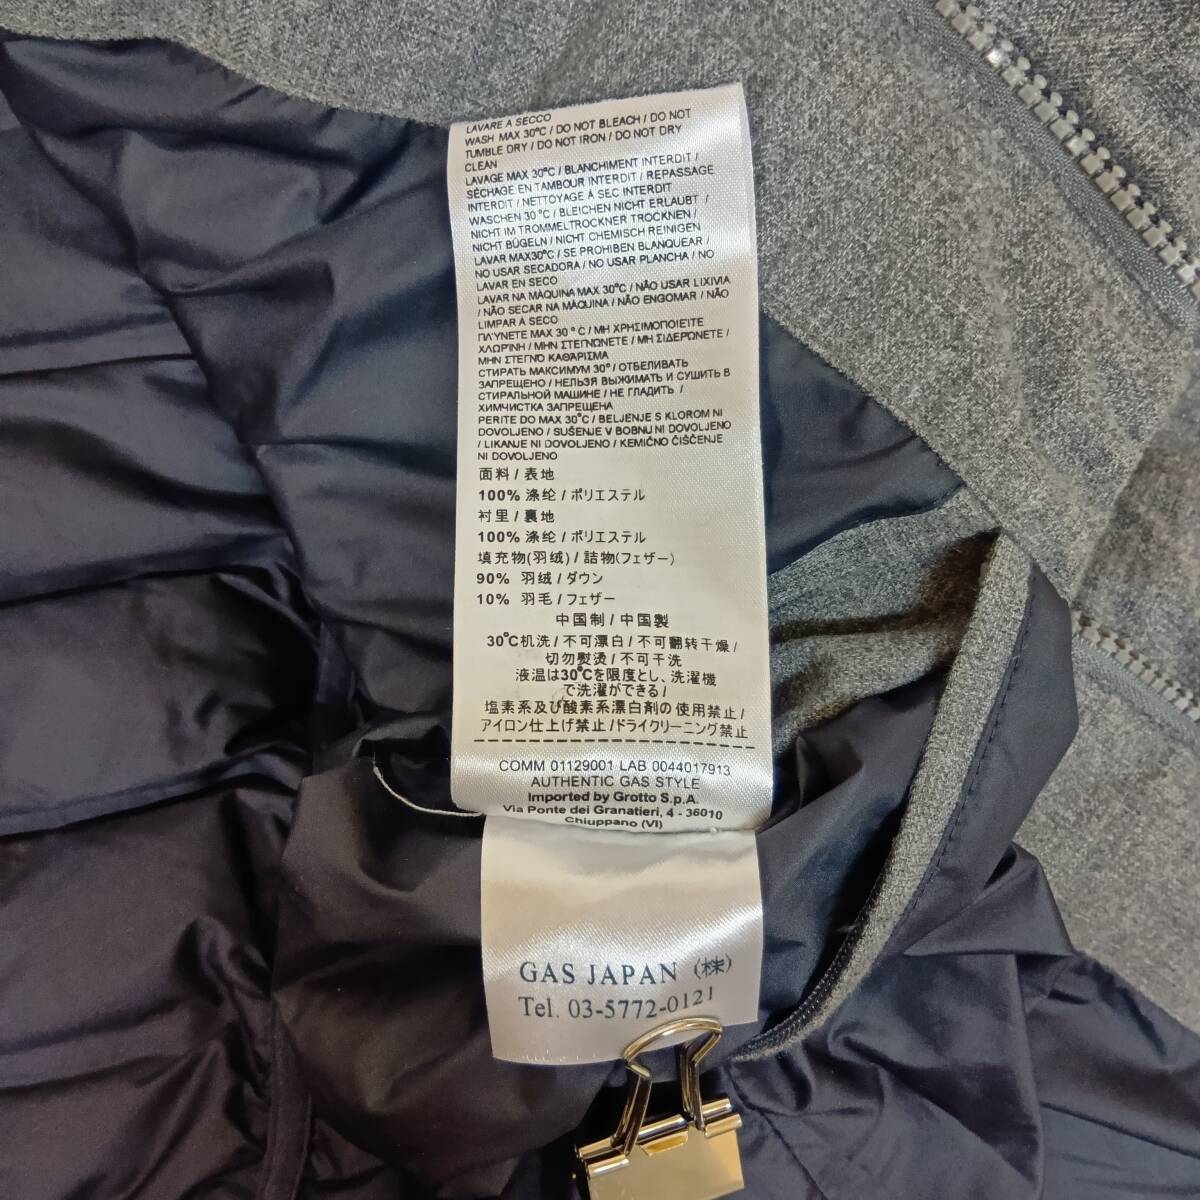 LAVARE A SECCO
WASH MAX 30°C / DO NOT BLEACH / DO NOT
TUMBLE DRY / DO NOT IRON / DO NOT DRY
CLEAN
LAVAGE MAX 30°C / BLANCHIMENT INTERDIT /
SÉCHAGE EN TAMBOUR INTERDIT / REPASSAGE
INTERDIT / NETTOYAGE À SEC INTERDIT
WASCHEN 30 °C / BLEICHEN NICHT ERLAUBT /
NICHT IM TROMMELTROCKNER TROCKNEN /
NICHT BÜGELN / NICHT CHEMISCH REINIGEN
LAVAR MAX30°C / SE PROHIBEN BLANQUEAR /
NO USAR SECADORA / NO USAR PLANCHA / NO
LAVAR EN SECO
LAVAR NA MÁQUINA MAX 30°C / NÃO USAR LIXIVIA
/ NÃO SECAR NA MÁQUINA / NÃO ENGOMAR / NÃO
LIMPAR À SECO
ΠΛΎΝΕΤΕ MAX 30 ° C / ΜΗ ΧΡΗΣΙΜΟΠΟΙΕΊΤΕ
ΧΛΩΡΊΝΗ / ΜΗΝ ΣΤΕΓΝΏΝΕΤΕ / ΜΗ ΣΙΔΕΡΏΝΕΤΕ /
ΜΗΝ ΣΤΕΓΝΌ ΚΑΘΆΡΙΣΜΑ
СТИРАТЬ МАКСИМУМ 30° / ОТБЕЛИВАТЬ
ЗАПРЕЩЕНО / НЕЛЬЗЯ ВЫЖИМАТЬ И СУШИТЬ В
СТИРАЛЬНОЙ МАШИНЕ / НЕ ГЛАДИТЬ /
ХИМЧИСТКА ЗАПРЕЩЕНА
PERITE DO MAX 30°C / BELJENJE S KLOROM NI
DOVOLJENO / SUŠENJE V BOBNU NI DOVOLJENO
/ LIKANJE NI DOVOLJENO / KEMIČNO ČIŠČENJE
NI DOVOLJENO
面料 / 表地
100% 涤纶 / ポリエステル
衬里 / 裏地
100% 涤纶 / ポリエステル
填充物(羽绒) / 詰物(フェザー)
90% 羽绒 / ダウン
10% 羽毛 / フェザー
中国制 / 中国製
30°C机洗 / 不可漂白 / 不可翻转干燥 /
切勿熨烫 / 不可干洗
液温は30°Cを限度とし、洗濯機
で洗濯ができる /
塩素系及び酸素系漂白剤の使用禁止 /
アイロン仕上げ禁止 / ドライクリーニング禁止
COMM 01129001 LAB 0044017913
AUTHENTIC GAS STYLE
Imported by Grotto S.p.A.
Via Ponte dei Granatieri, 4 - 36010
Chiuppano (VI)
GAS JAPAN (株)
Tel. 03-5772-0121